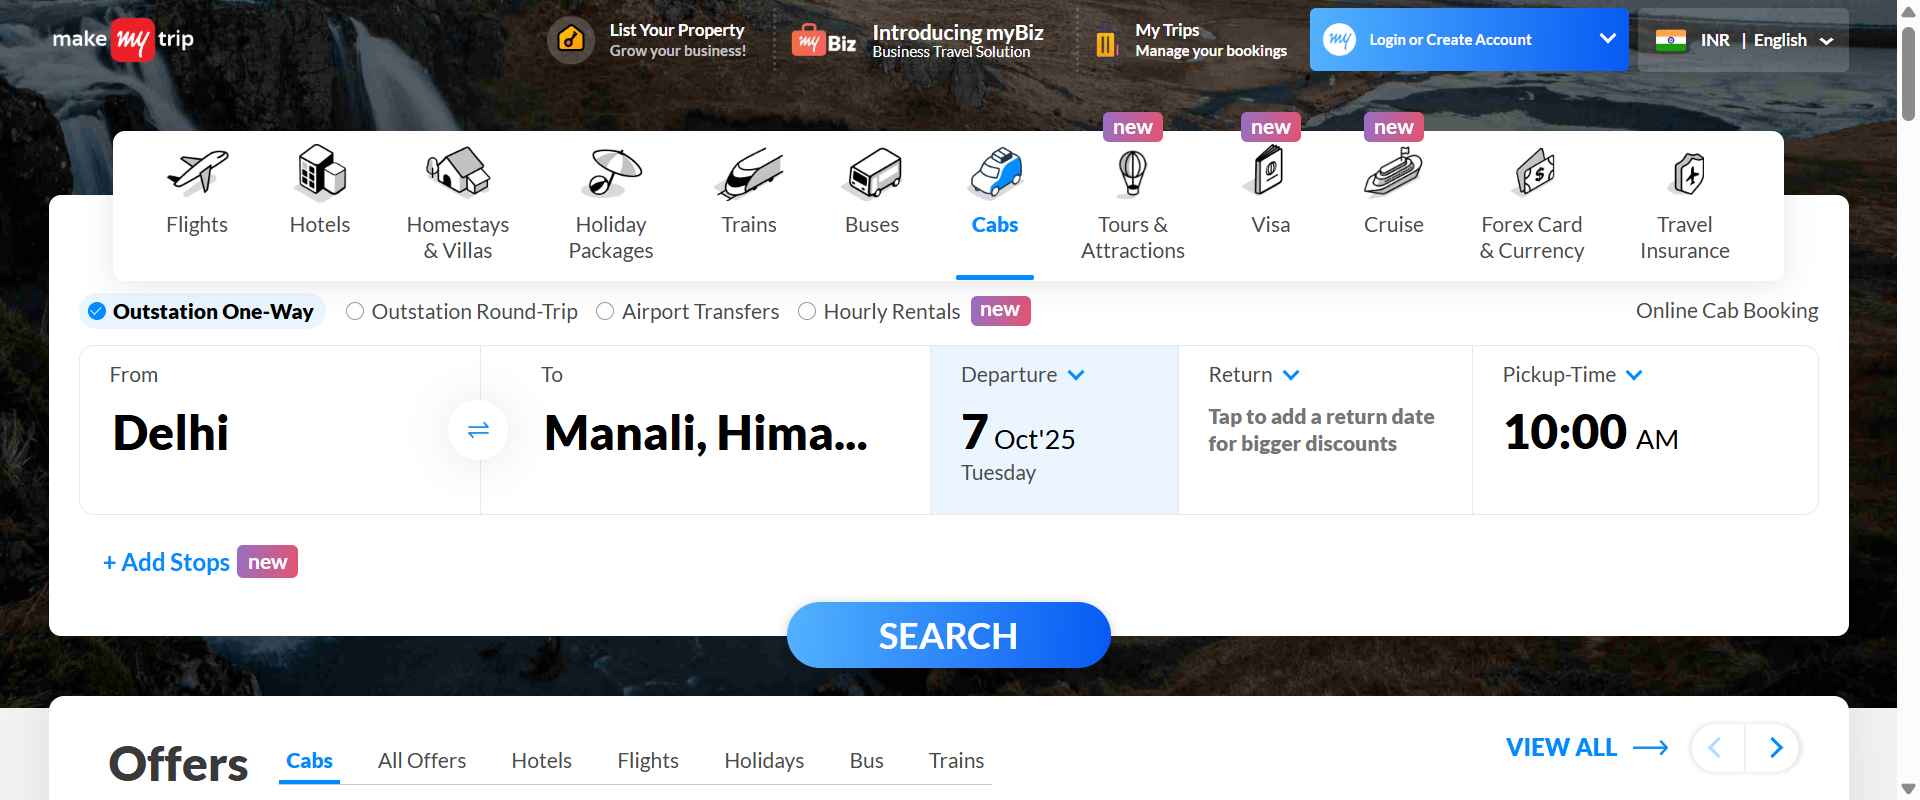 make my trip
List Your Property
Grow your business!
my Biz
Introducing myBiz
Business Travel Solution
My Trips
Manage your bookings
my
Login or Create Account
INR | English
new
new
new
Flights
Hotels
Homestays
& Villas
Holiday
Packages
Trains
Buses
Cabs
Tours &
Attractions
Visa
Cruise
Forex Card
& Currency
Travel
Insurance
Outstation One-Way
Outstation Round-Trip
Airport Transfers
Hourly Rentals
new
Online Cab Booking
From
Delhi
To
Manali, Hima...
Departure
7 Oct'25
Tuesday
Return
Tap to add a return date
for bigger discounts
Pickup-Time
10:00 AM
+ Add Stops new
SEARCH
Offers
Cabs
All Offers
Hotels
Flights
Holidays
Bus
Trains
VIEW ALL